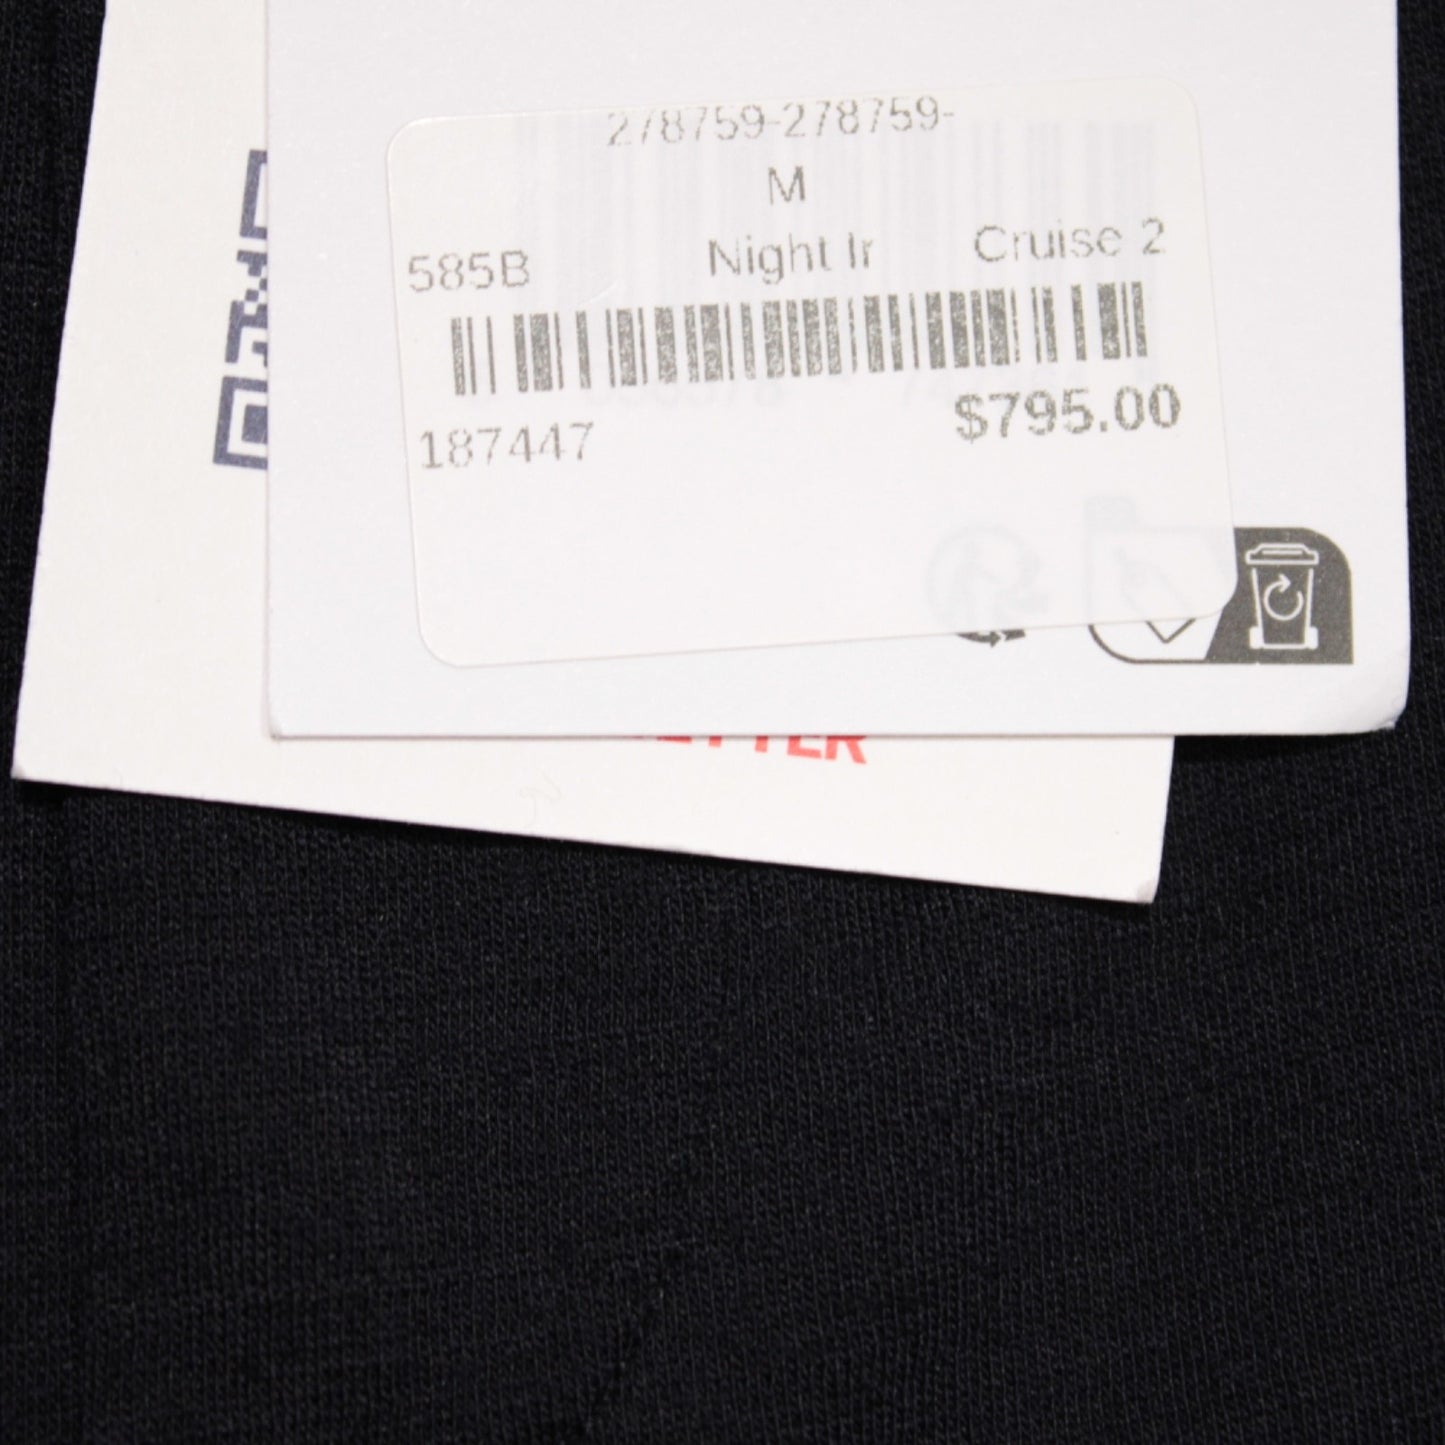 278759-278759-
M
585B Night Ir Cruise 2
187447 $795.00